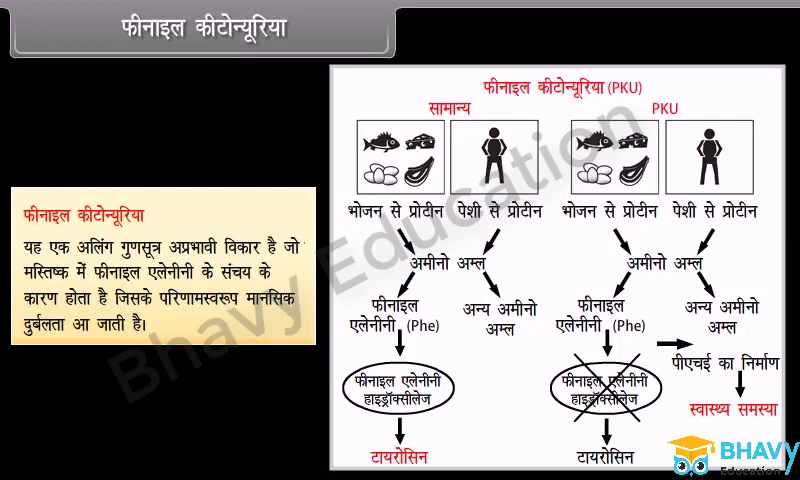 फीनाइल कीटोन्यूरिया
फीनाइल कीटोन्यूरिया
यह एक अलिंग गुणसूत्र अप्रभावी विकार है जो
मस्तिष्क में फीनाइल एलेनीनी के संचय के
कारण होता है जिसके परिणामस्वरूप मानसिक
दुर्बलता आ जाती है।
फीनाइल कीटोन्यूरिया (PKU)
सामान्य
PKU
भोजन से प्रोटीन पेशी से प्रोटीन
भोजन से प्रोटीन पेशी से प्रोटीन
अमीनो अम्ल
अमीनो अम्ल
फीनाइल
एलेनीनी (Phe)
अन्य अमीनो
अम्ल
फीनाइल
एलेनीनी (Phe)
अन्य अमीनो
अम्ल
पीएचई का निर्माण
स्वास्थ्य समस्या
फीनाइल एलेनीनी
हाइड्रॉक्सीलेज
फीनाइल एलेनीनी
हाइड्रॉक्सीलेज
टायरोसिन
टायरोसिन
Bhavy Education
BHAVY
Education